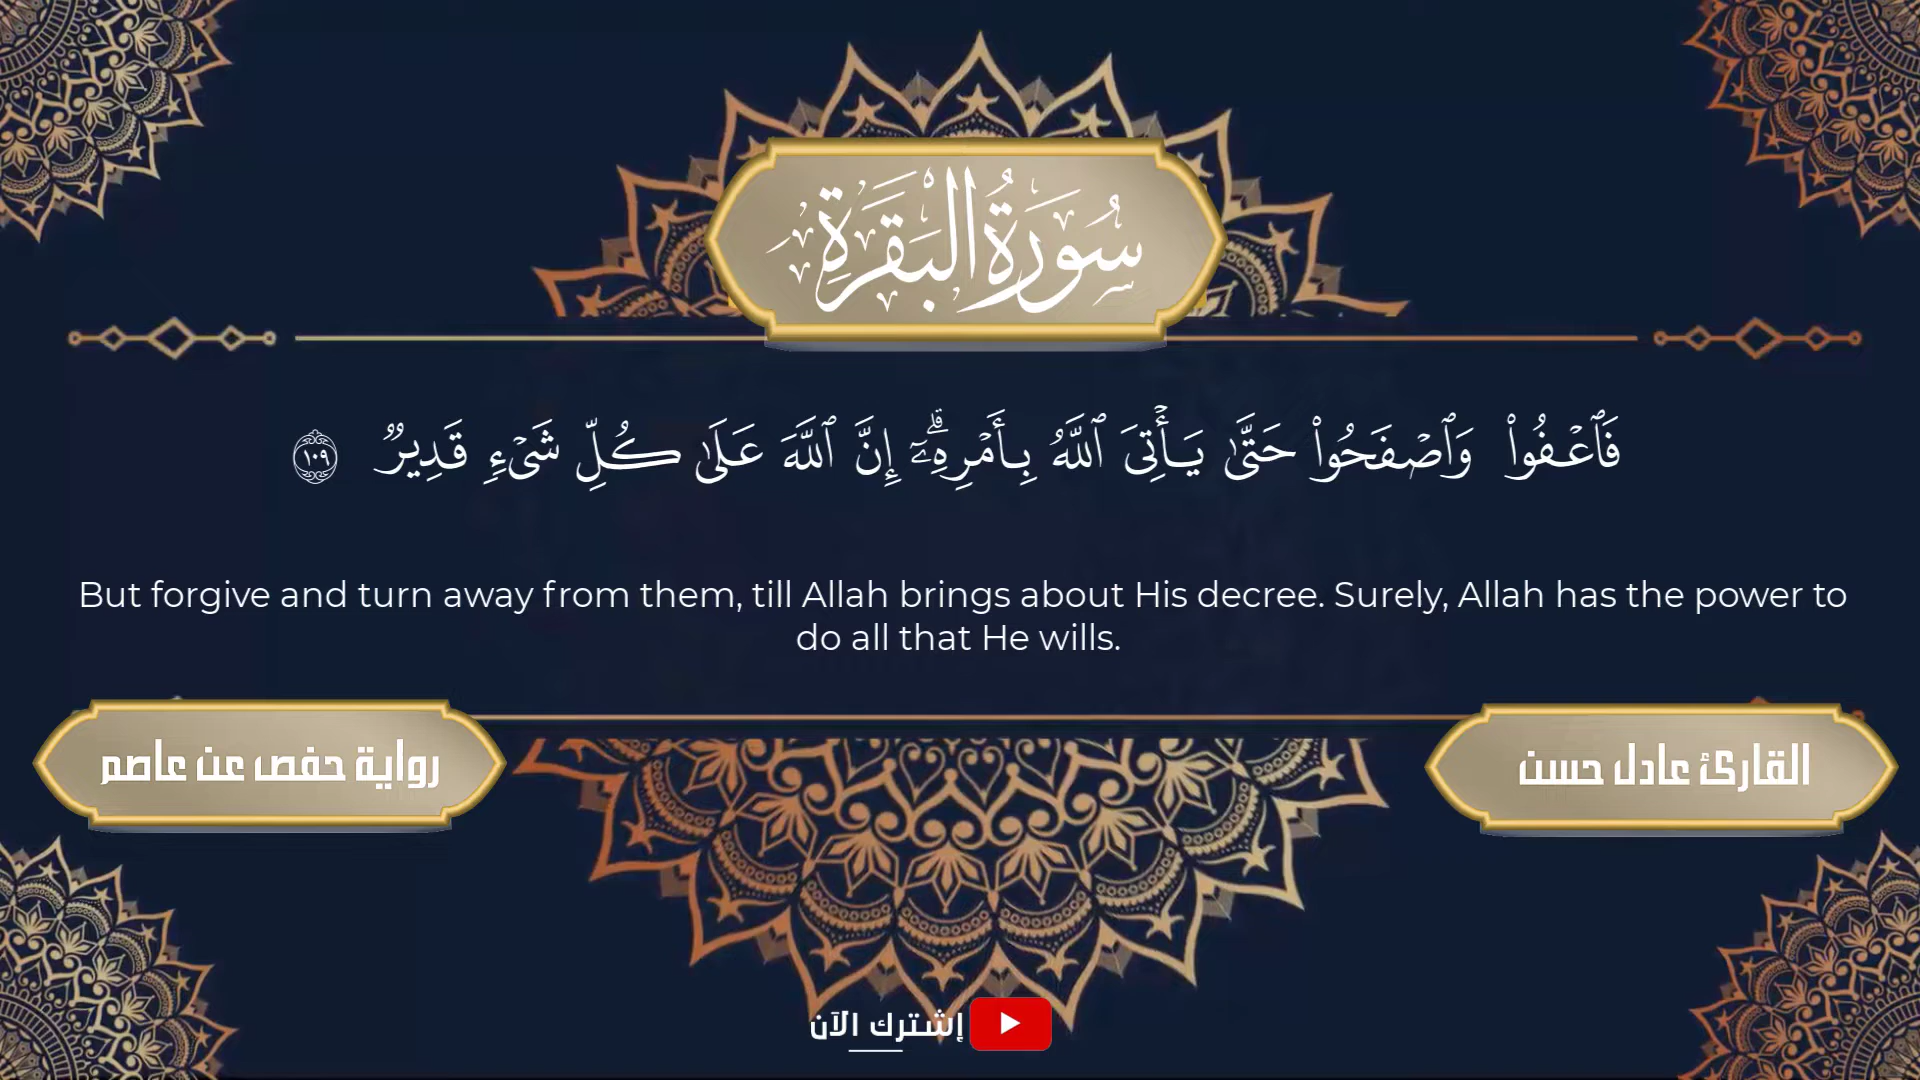 سُورَةُ الْبَقَرَةِ
فَٱعْفُوا۟ وَٱصْفَحُوا۟ حَتَّىٰ يَأْتِىَ ٱللَّهُ بِأَمْرِهِۦٓ ۗ إِنَّ ٱللَّهَ عَلَىٰ كُلِّ شَىْءٍ قَدِيرٌ ١٠٩
But forgive and turn away from them, till Allah brings about His decree. Surely, Allah has the power to
do all that He wills.
القارئ عادل حسن
رواية حفص عن عاصم
إشترك الآن